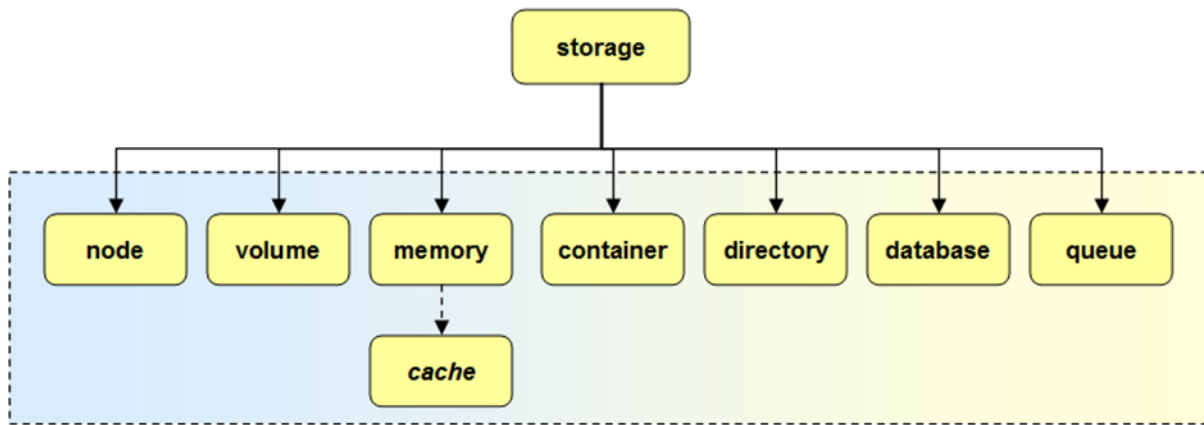 storage
node
volume
memory
container
directory
database
queue
cache